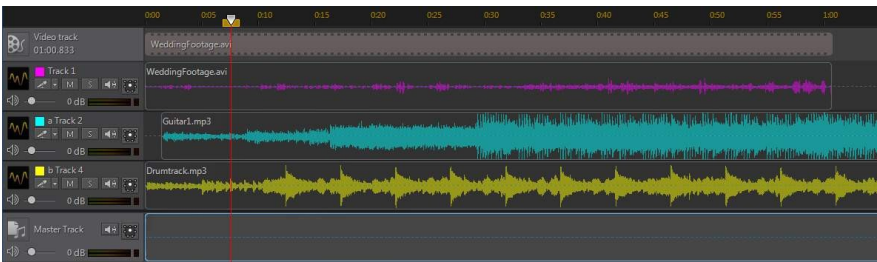 0:00 0:05 0:10 0:15 0:20 0:25 0:30 0:35 0:40 0:45 0:50 0:55 1:00
Video track
01:00.833
WeddingFootage.avi
Track 1
M S
0 dB
WeddingFootage.avi
a Track 2
M S
0 dB
Guitar1.mp3
b Track 4
M S
0 dB
Drumtrack.mp3
Master Track
0 dB